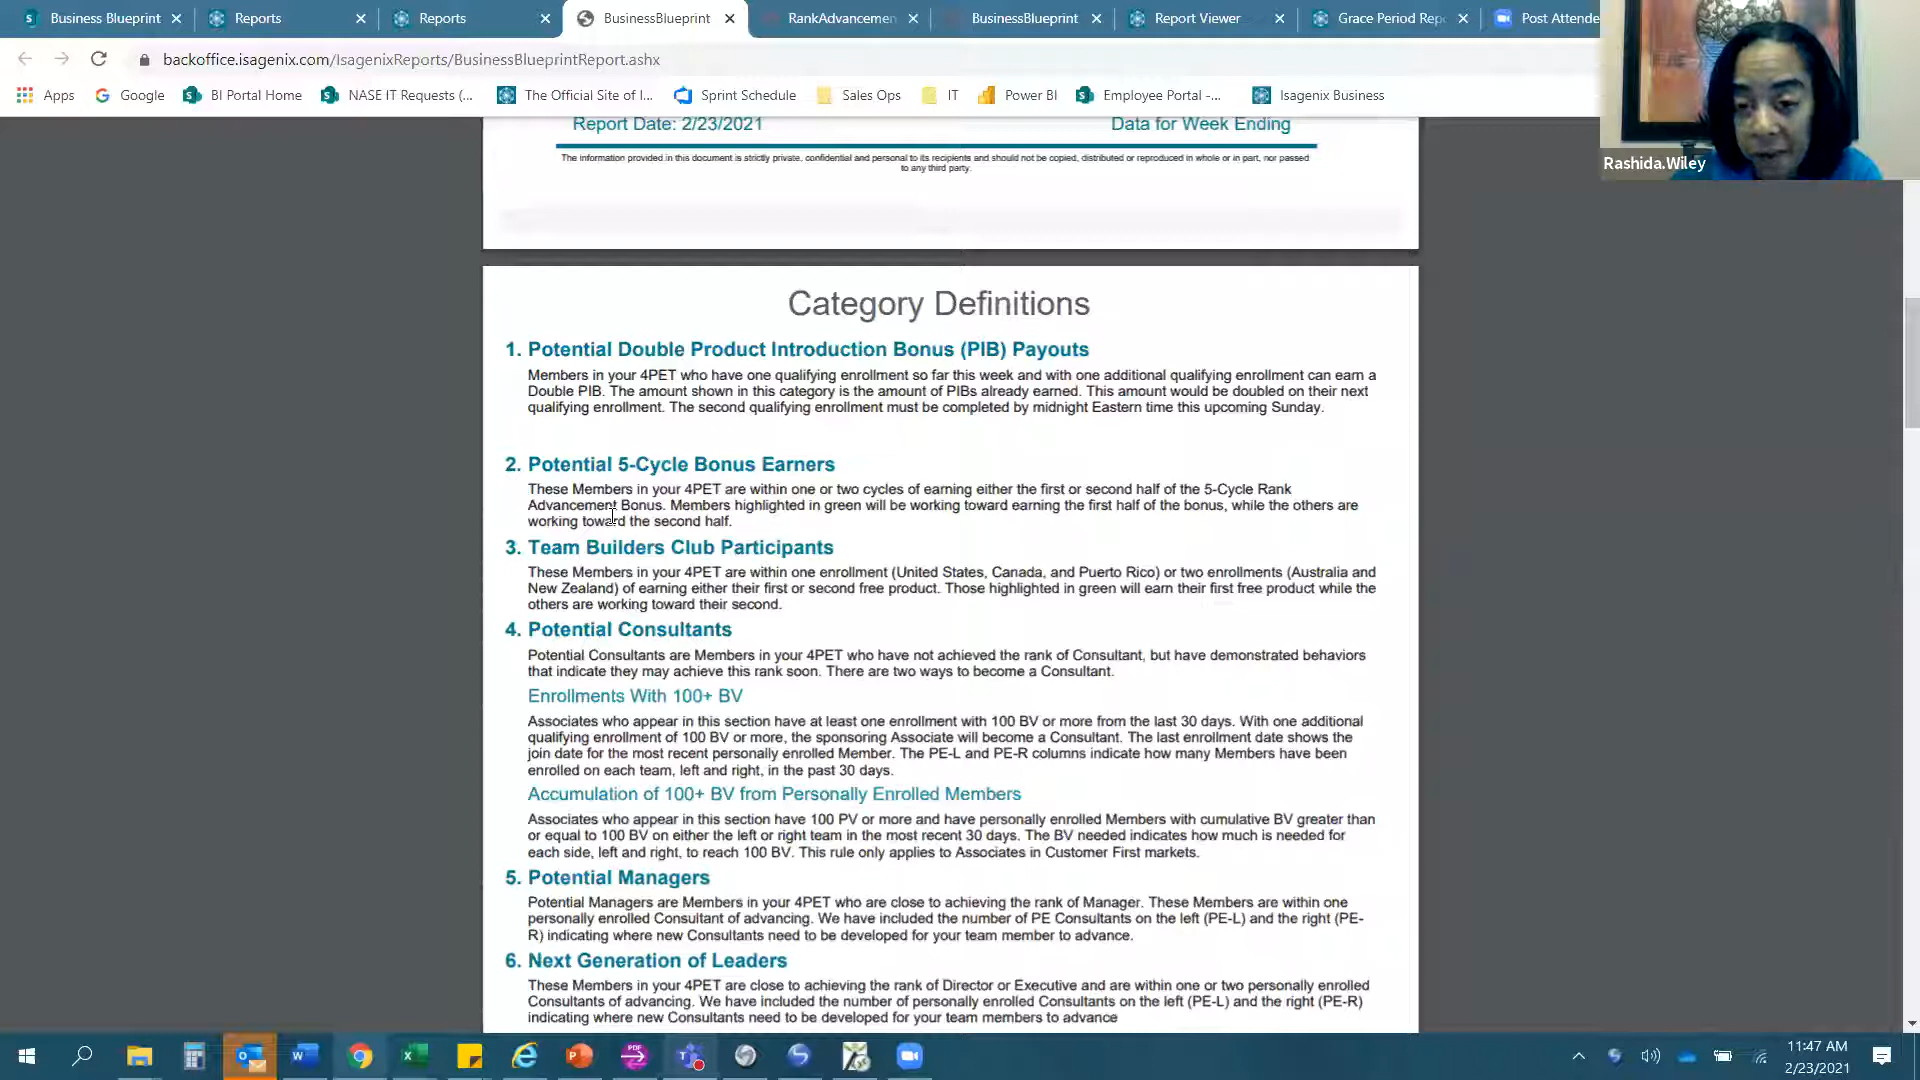 Business Blueprint
Reports
Reports
BusinessBlueprint
RankAdvancemen
BusinessBlueprint
Report Viewer
Grace Period Rep
Post Attende
backoffice.isagenix.com/IsagenixReports/BusinessBlueprintReport.ashx
Apps
Google
BI Portal Home
NASE IT Requests (...
The Official Site of I...
Sprint Schedule
Sales Ops
IT
Power BI
Employee Portal -...
Isagenix Business
Rashida.Wiley
Report Date: 2/23/2021
Data for Week Ending
The information provided in this document is strictly private, confidential and personal to its recipients and should not be copied, distributed or reproduced in whole or in part, nor passed
to any third party.
Category Definitions
1. Potential Double Product Introduction Bonus (PIB) Payouts
Members in your 4PET who have one qualifying enrollment so far this week and with one additional qualifying enrollment can earn a
Double PIB. The amount shown in this category is the amount of PIBs already earned. This amount would be doubled on their next
qualifying enrollment. The second qualifying enrollment must be completed by midnight Eastern time this upcoming Sunday.
2. Potential 5-Cycle Bonus Earners
These Members in your 4PET are within one or two cycles of earning either the first or second half of the 5-Cycle Rank
Advancement Bonus. Members highlighted in green will be working toward earning the first half of the bonus, while the others are
working toward the second half.
3. Team Builders Club Participants
These Members in your 4PET are within one enrollment (United States, Canada, and Puerto Rico) or two enrollments (Australia and
New Zealand) of earning either their first or second free product. Those highlighted in green will earn their first free product while the
others are working toward their second.
4. Potential Consultants
Potential Consultants are Members in your 4PET who have not achieved the rank of Consultant, but have demonstrated behaviors
that indicate they may achieve this rank soon. There are two ways to become a Consultant.
Enrollments With 100+ BV
Associates who appear in this section have at least one enrollment with 100 BV or more from the last 30 days. With one additional
qualifying enrollment of 100 BV or more, the sponsoring Associate will become a Consultant. The last enrollment date shows the
join date for the most recent personally enrolled Member. The PE-L and PE-R columns indicate how many Members have been
enrolled on each team, left and right, in the past 30 days.
Accumulation of 100+ BV from Personally Enrolled Members
Associates who appear in this section have 100 PV or more and have personally enrolled Members with cumulative BV greater than
or equal to 100 BV on either the left or right team in the most recent 30 days. The BV needed indicates how much is needed for
each side, left and right, to reach 100 BV. This rule only applies to Associates in Customer First markets.
5. Potential Managers
Potential Managers are Members in your 4PET who are close to achieving the rank of Manager. These Members are within one
personally enrolled Consultant of advancing. We have included the number of PE Consultants on the left (PE-L) and the right (PE-
R) indicating where new Consultants need to be developed for your team member to advance.
6. Next Generation of Leaders
These Members in your 4PET are close to achieving the rank of Director or Executive and are within one or two personally enrolled
Consultants of advancing. We have included the number of personally enrolled Consultants on the left (PE-L) and the right (PE-R)
indicating where new Consultants need to be developed for your team members to advance
11:47 AM
2/23/2021